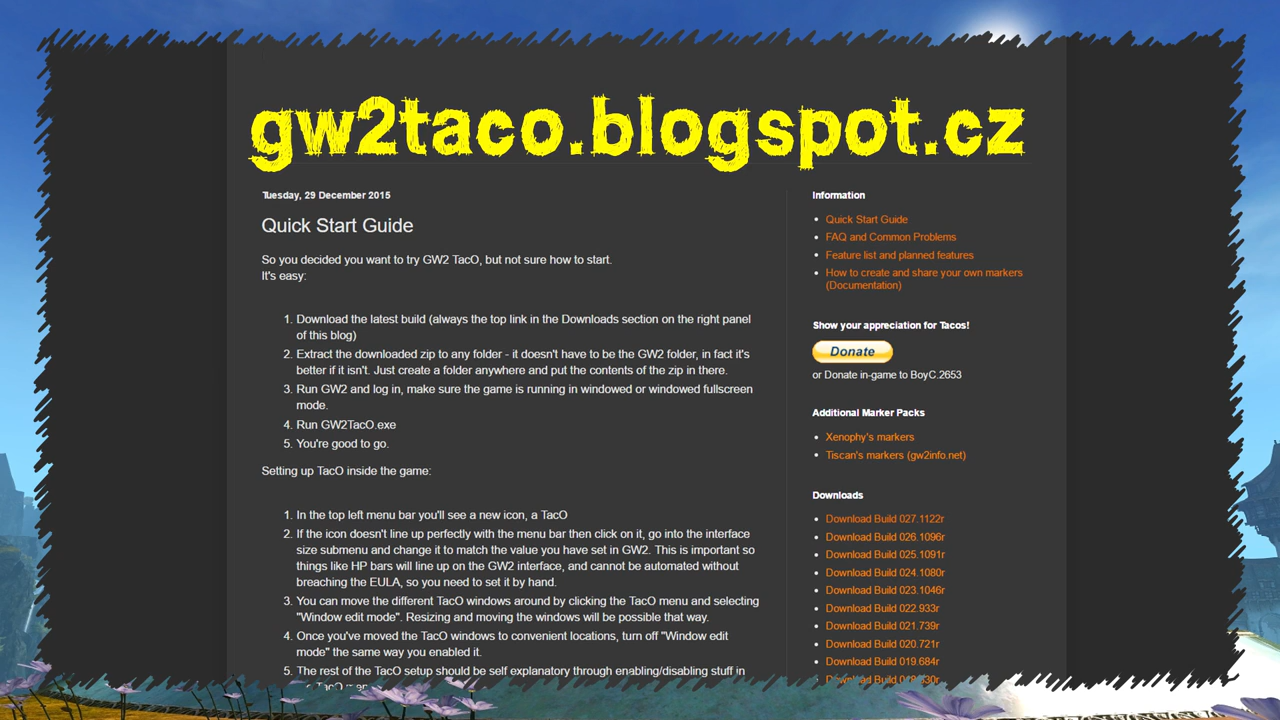 gw2taco.blogspot.cz
Tuesday, 29 December 2015
Quick Start Guide
So you decided you want to try GW2 TacO, but not sure how to start.
It's easy:
1. Download the latest build (always the top link in the Downloads section on the right panel
of this blog)
2. Extract the downloaded zip to any folder - it doesn't have to be the GW2 folder, in fact it's
better if it isn't. Just create a folder anywhere and put the contents of the zip in there.
3. Run GW2 and log in, make sure the game is running in windowed or windowed fullscreen
mode.
4. Run GW2TacO.exe
5. You're good to go.
Setting up TacO inside the game:
1. In the top left menu bar you'll see a new icon, a TacO
2. If the icon doesn't line up perfectly with the menu bar then click on it, go into the interface
size submenu and change it to match the value you have set in GW2. This is important so
things like HP bars will line up on the GW2 interface, and cannot be automated without
breaching the EULA, so you need to set it by hand.
3. You can move the different TacO windows around by clicking the TacO menu and selecting
"Window edit mode". Resizing and moving the windows will be possible that way.
4. Once you've moved the TacO windows to convenient locations, turn off "Window edit
mode" the same way you enabled it.
5. The rest of the TacO setup should be self explanatory through enabling/disabling stuff in
TacO
Information
• Quick Start Guide
• FAQ and Common Problems
• Feature list and planned features
• How to create and share your own markers
(Documentation)
Show your appreciation for Tacos!
Donate
or Donate in-game to BoyC.2653
Additional Marker Packs
• Xenophy's markers
• Tiscan's markers (gw2info.net)
Downloads
• Download Build 027.1122r
• Download Build 026.1096r
• Download Build 025.1091r
• Download Build 024.1080r
• Download Build 023.1046r
• Download Build 022.933r
• Download Build 021.739r
• Download Build 020.721r
• Download Build 019.684r
Build